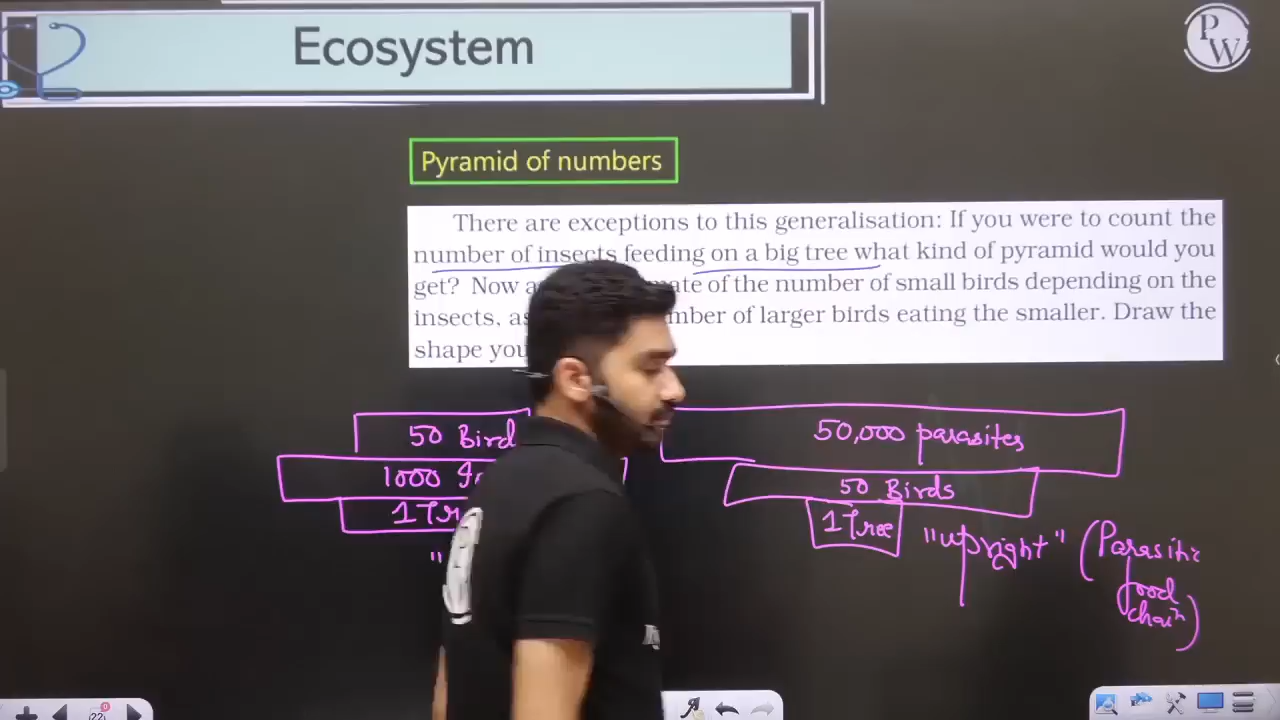 Ecosystem
PW
Pyramid of numbers
There are exceptions to this generalisation: If you were to count the
number of insects feeding on a big tree what kind of pyramid would you
get? Now ate of the number of small birds depending on the
insects, as mber of larger birds eating the smaller. Draw the
shape you
50 Bird
50,000 parasites
1000
50 Birds
1 Tr
1 Tree
"upright" (Parasitic
food
chain)
22